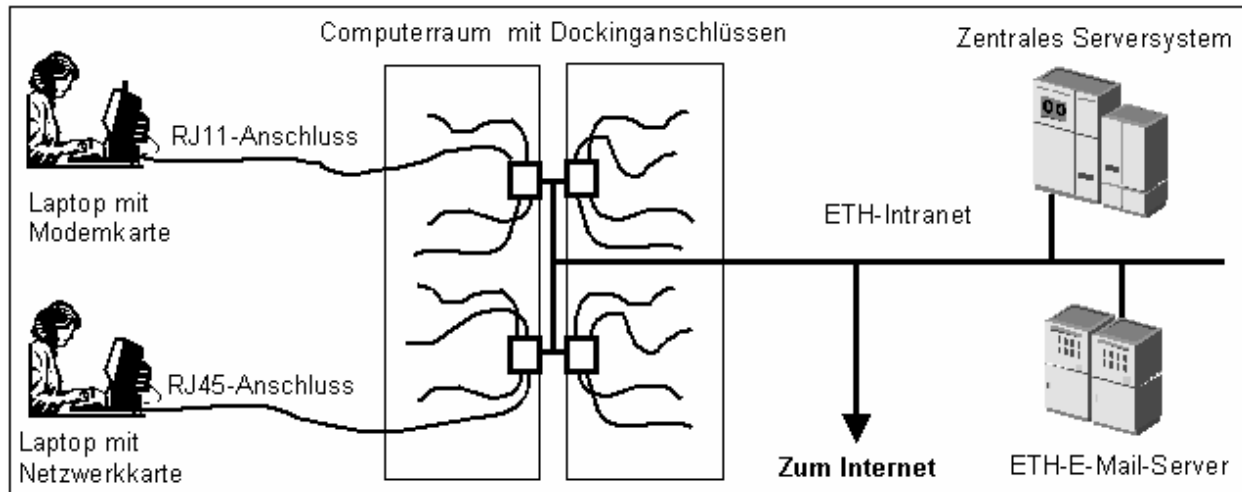 Computerraum mit Dockinganschlüssen
Zentrales Serversystem
RJ11-Anschluss
Laptop mit
Modemkarte
ETH-Intranet
RJ45-Anschluss
Laptop mit
Netzwerkkarte
Zum Internet
ETH-E-Mail-Server